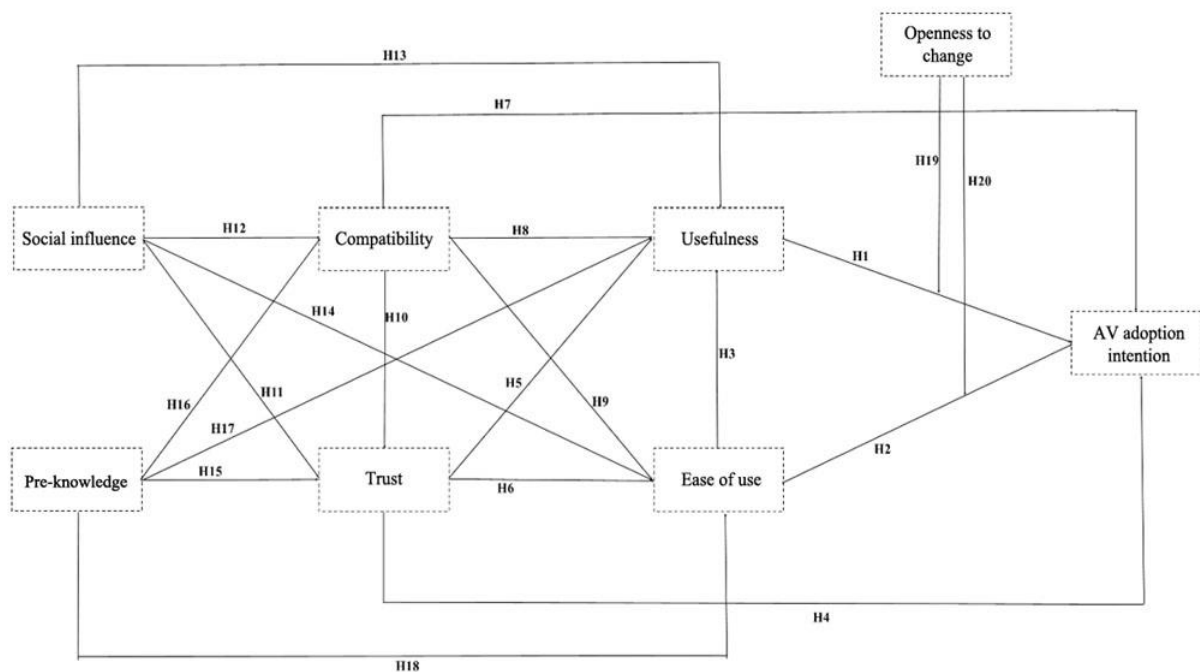 Openness to
change
H13
H7
H19
H20
Social influence
H12
Compatibility
H8
Usefulness
H1
H14
H10
H3
AV adoption
intention
H5
H16
H11
H9
H17
H2
Pre-knowledge
H15
Trust
H6
Ease of use
H4
H18